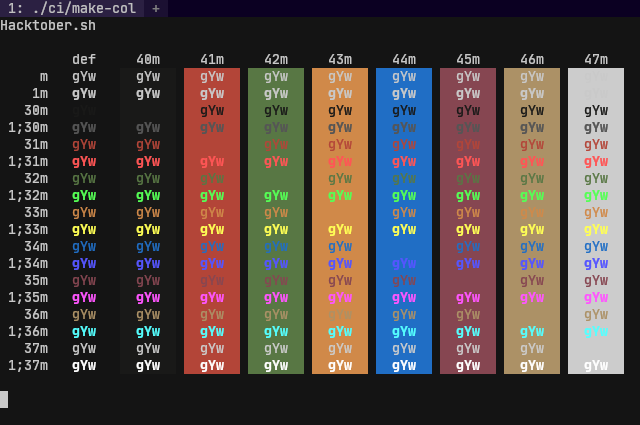 1: ./ci/make-col +
Hacktober.sh
def 40m 41m 42m 43m 44m 45m 46m 47m
m gYw gYw gYw gYw gYw gYw gYw gYw
1m gYw gYw gYw gYw gYw gYw gYw gYw
30m gYw gYw gYw gYw gYw gYw gYw
1;30m gYw gYw gYw gYw gYw gYw gYw gYw gYw
31m gYw gYw gYw gYw gYw gYw gYw gYw
1;31m gYw gYw gYw gYw gYw gYw gYw gYw gYw
32m gYw gYw gYw gYw gYw gYw gYw gYw
1;32m gYw gYw gYw gYw gYw gYw gYw gYw gYw
33m gYw gYw gYw gYw gYw gYw gYw gYw
1;33m gYw gYw gYw gYw gYw gYw gYw gYw gYw
34m gYw gYw gYw gYw gYw gYw gYw gYw
1;34m gYw gYw gYw gYw gYw gYw gYw gYw gYw
35m gYw gYw gYw gYw gYw gYw gYw gYw
1;35m gYw gYw gYw gYw gYw gYw gYw gYw gYw
36m gYw gYw gYw gYw gYw gYw gYw gYw
1;36m gYw gYw gYw gYw gYw gYw gYw gYw gYw
37m gYw gYw gYw gYw gYw gYw gYw gYw
1;37m gYw gYw gYw gYw gYw gYw gYw gYw gYw